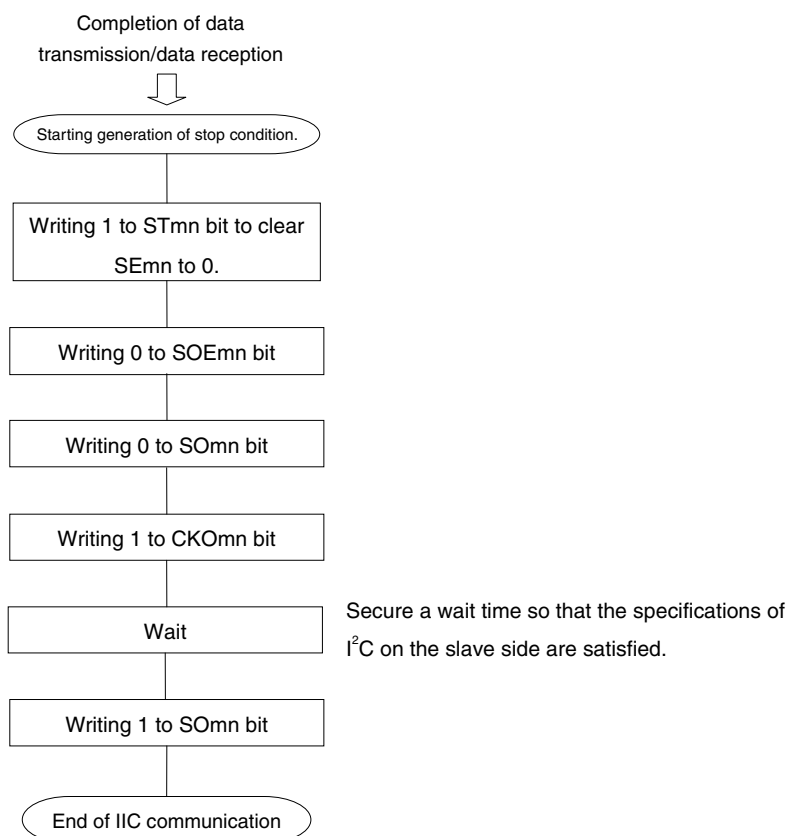 Completion of data
transmission/data reception
Starting generation of stop condition.
Writing 1 to STmn bit to clear
SEmn to 0.
Writing 0 to SOEmn bit
Writing 0 to SOmn bit
Writing 1 to CKOmn bit
Wait
Secure a wait time so that the specifications of
I²C on the slave side are satisfied.
Writing 1 to SOmn bit
End of IIC communication